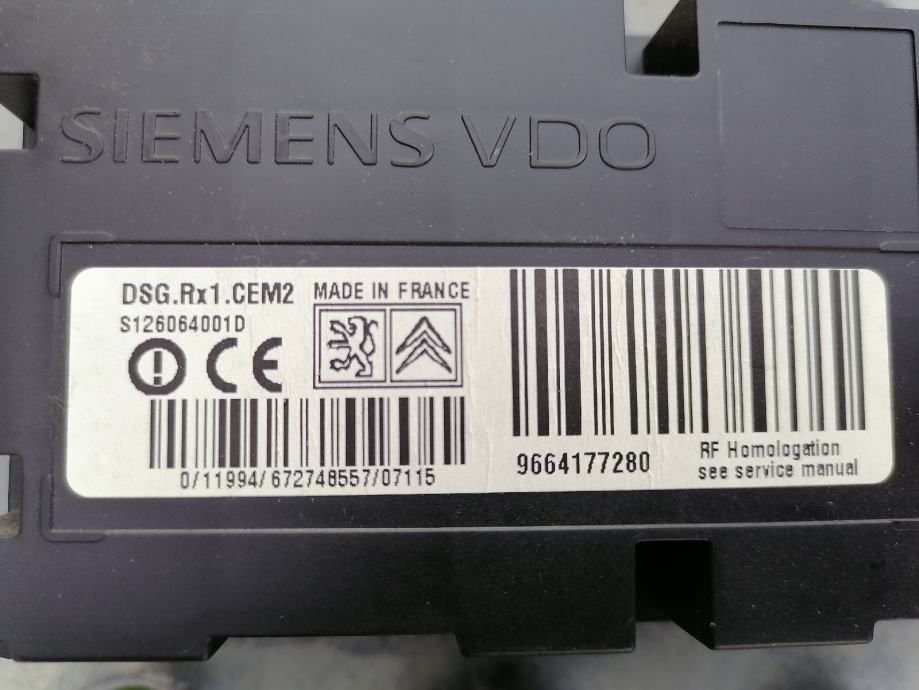 SIEMENS VDO
DSG.Rx1.CEM2 MADE IN FRANCE
S126064001D
CE
0/11994/672748557/07115
9664177280
RF Homologation
see service manual